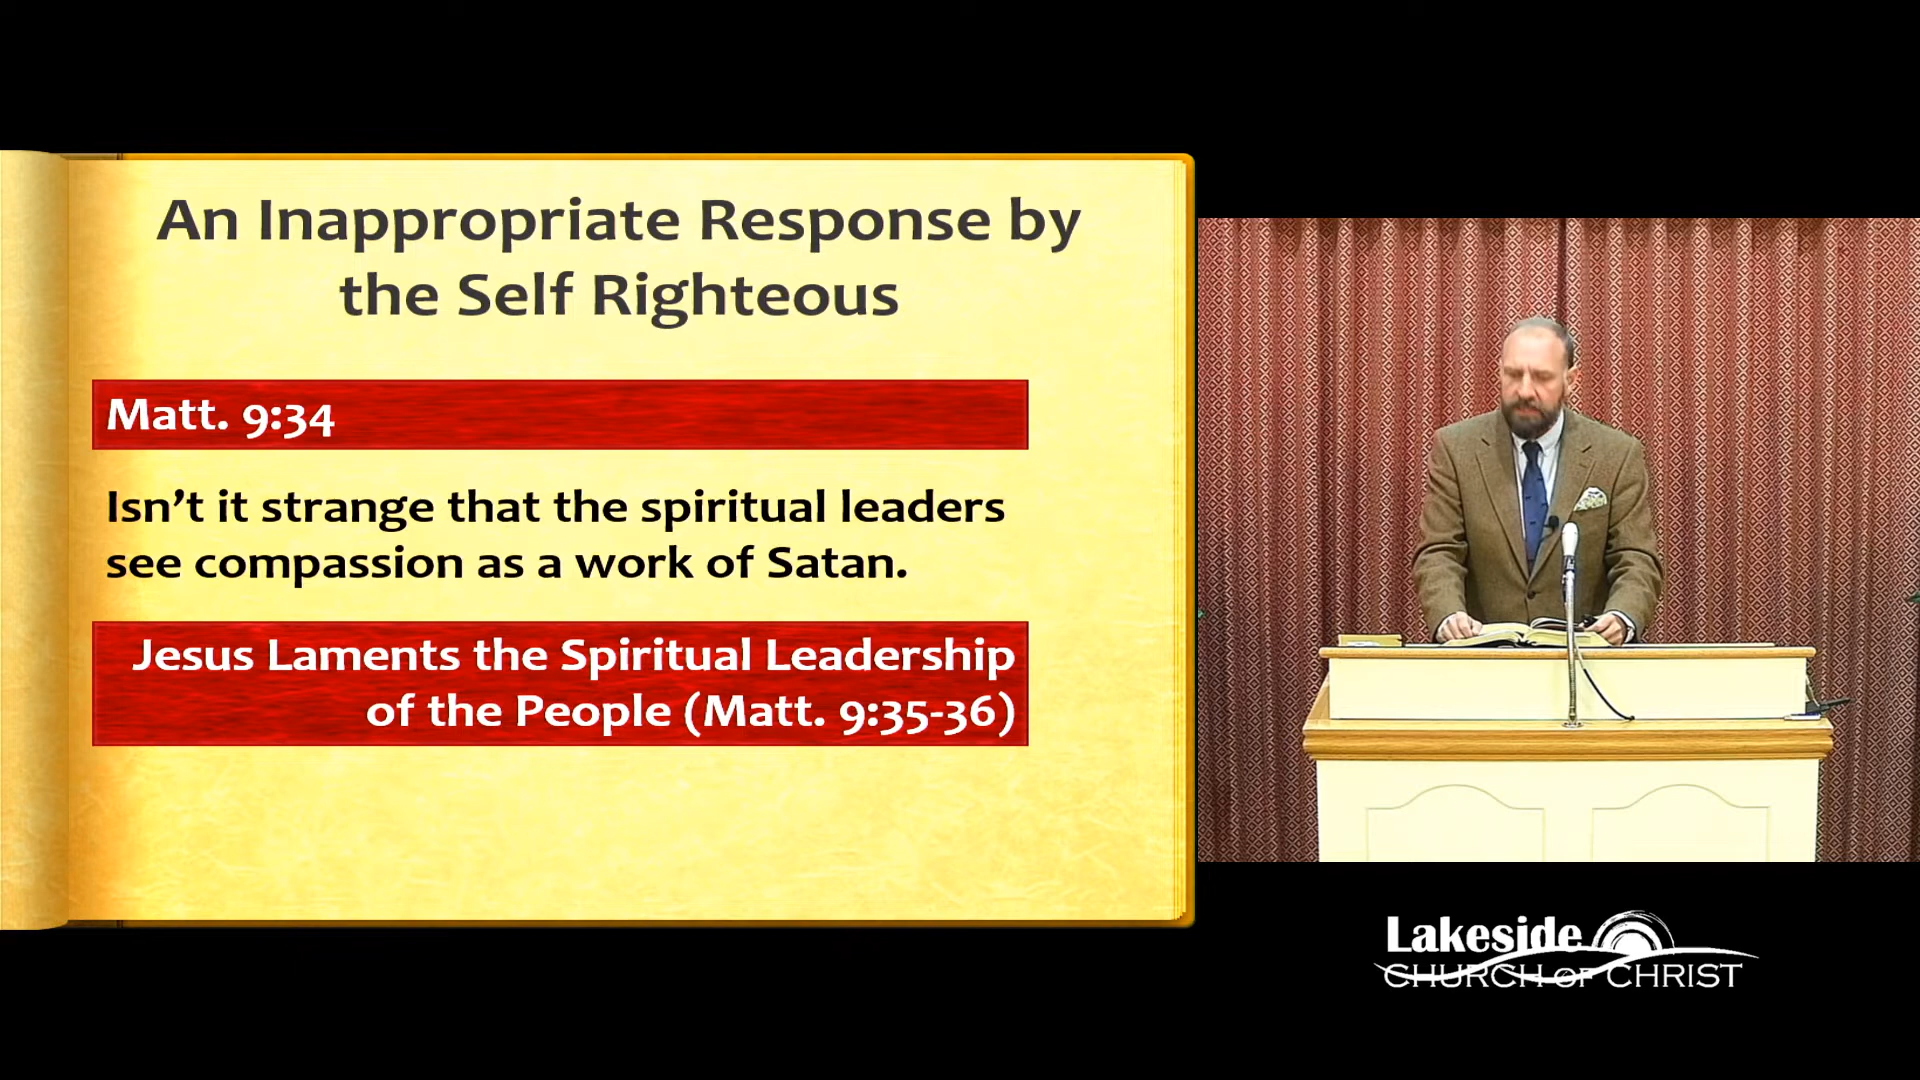 An Inappropriate Response by
the Self Righteous
Matt. 9:34
Isn’t it strange that the spiritual leaders
see compassion as a work of Satan.
Jesus Laments the Spiritual Leadership
of the People (Matt. 9:35-36)
Lakeside
CHURCH OF CHRIST